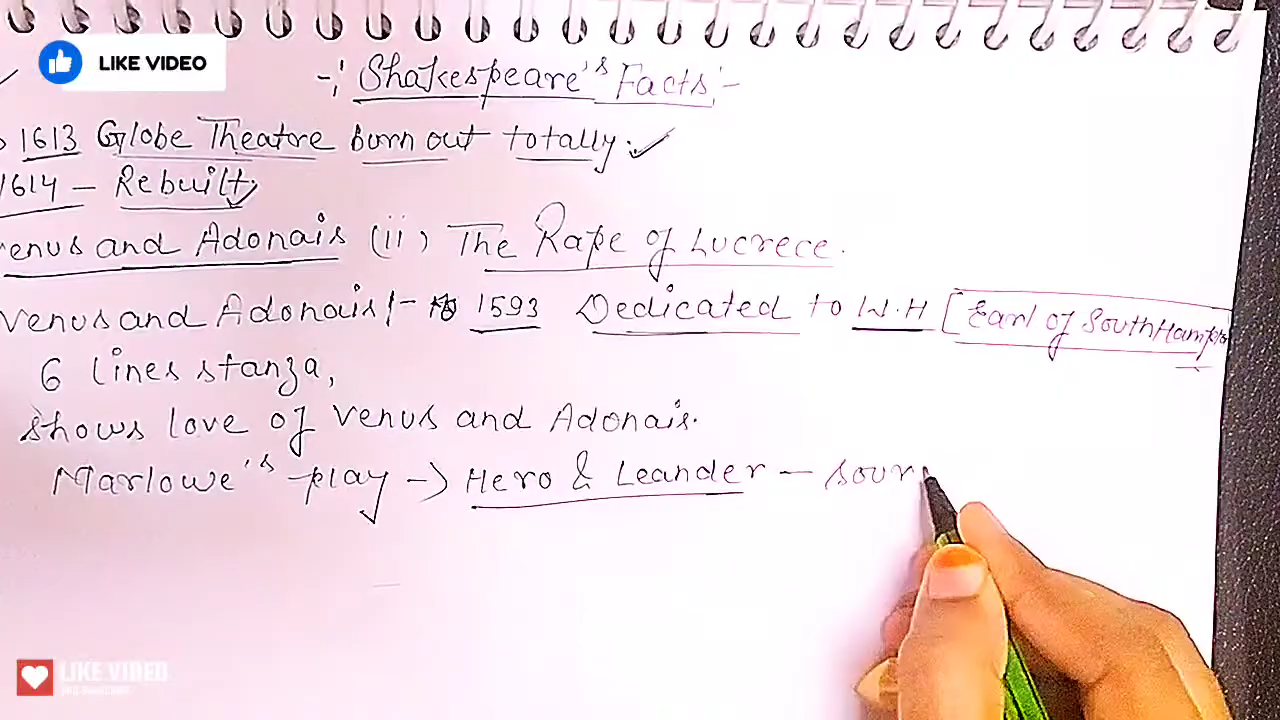 LIKE VIDEO
-: Shakespeare's Facts :-
1613 Globe Theatre burn out totally ✓
1614 - Rebuilt
enus and Adonais (ii) The Rape of Lucrece.
Venus and Adonais :- 1593 Dedicated to W.H [Earl of SouthHampto
6 lines stanza,
shows love of Venus and Adonais.
Marlowe's play → Hero & Leander - sour
LIKE VIDEO